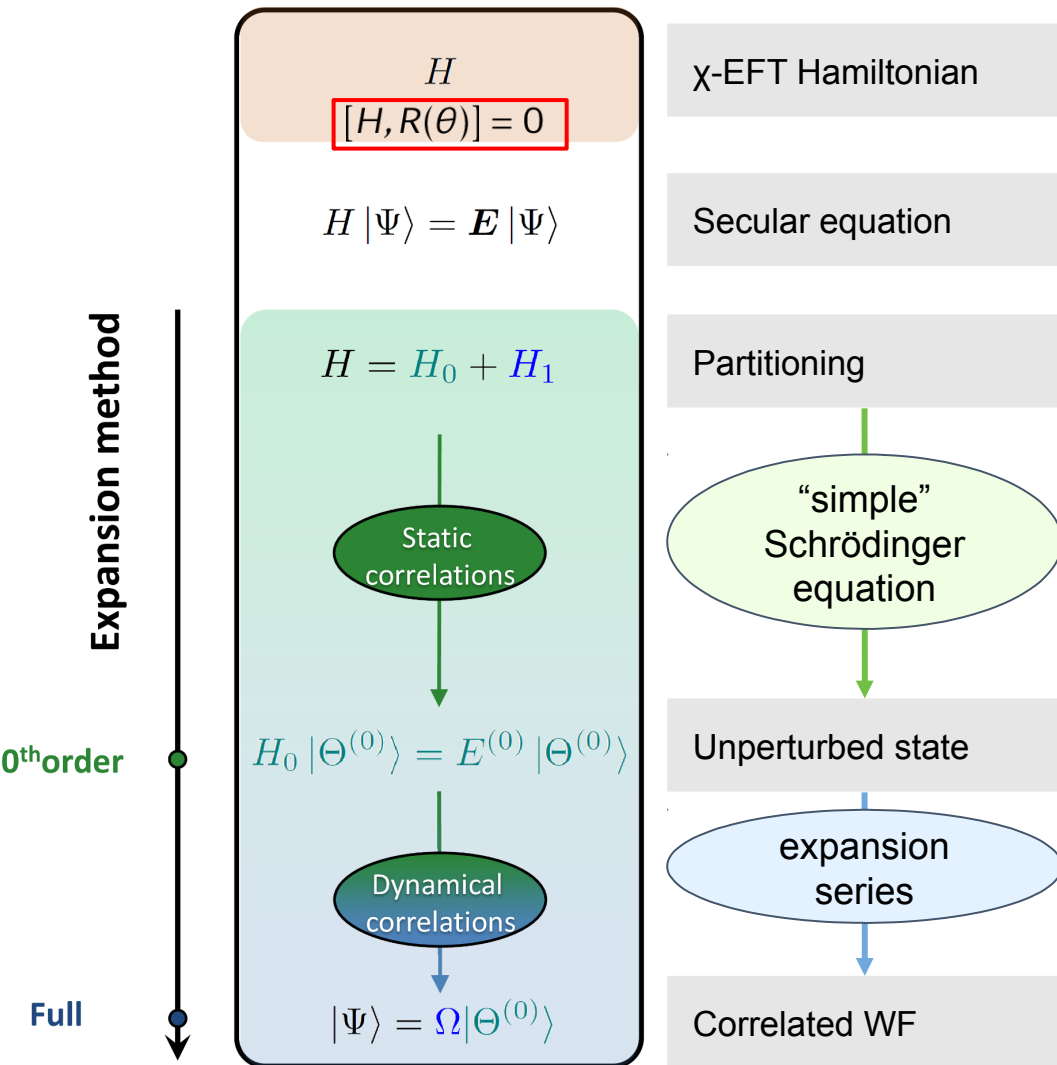 H
χ-EFT Hamiltonian
[H, R(θ)] = 0
H |Ψ⟩ = E |Ψ⟩
Secular equation
Expansion method
H = H₀ + H₁
Partitioning
Static
correlations
“simple”
Schrödinger
equation
0ᵗʰorder
H₀ |Θ⁽⁰⁾⟩ = E⁽⁰⁾ |Θ⁽⁰⁾⟩
Unperturbed state
Dynamical
correlations
expansion
series
Full
|Ψ⟩ = Ω|Θ⁽⁰⁾⟩
Correlated WF